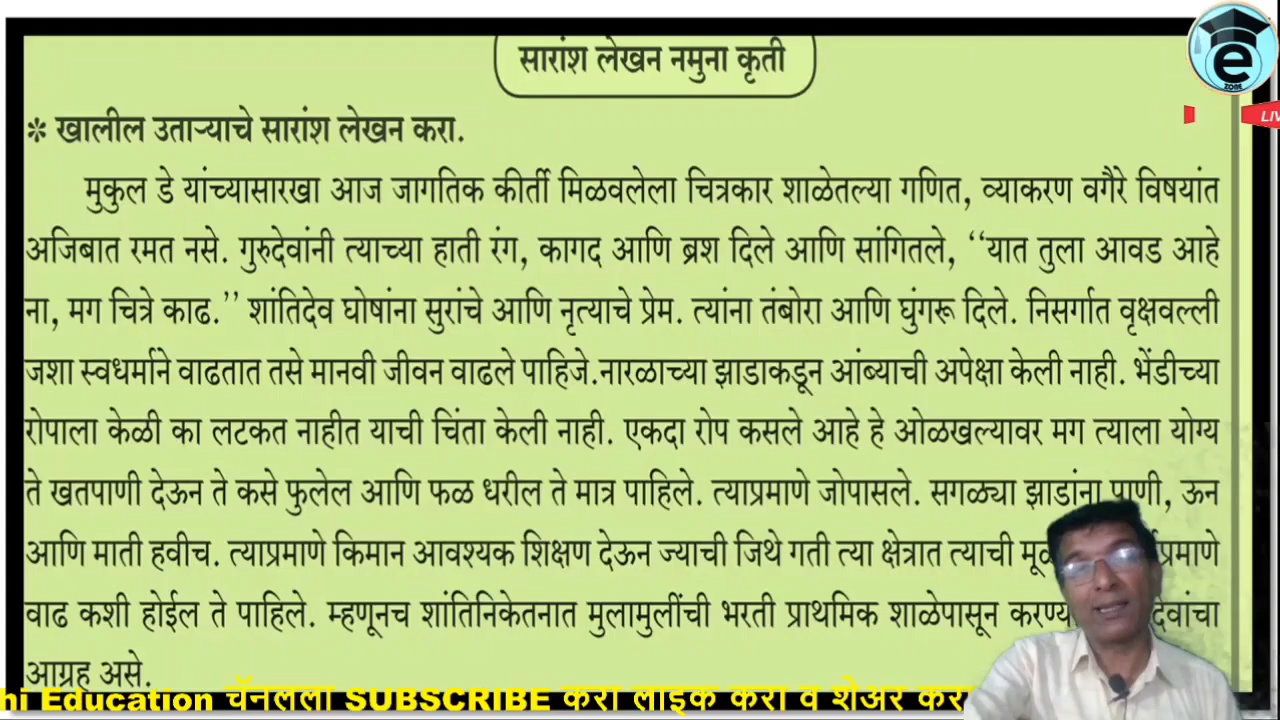 सारांश लेखन नमुना कृती
e
ZOBE
LIV
* खालील उताऱ्याचे सारांश लेखन करा.
मुकुल डे यांच्यासारखा आज जागतिक कीर्ती मिळवलेला चित्रकार शाळेतल्या गणित, व्याकरण वगैरे विषयांत
अजिबात रमत नसे. गुरुदेवांनी त्याच्या हाती रंग, कागद आणि ब्रश दिले आणि सांगितले, “यात तुला आवड आहे
ना, मग चित्रे काढ.” शांतिदेव घोषांना सुरांचे आणि नृत्याचे प्रेम. त्यांना तंबोरा आणि घुंगरू दिले. निसर्गात वृक्षवल्ली
जशा स्वधर्माने वाढतात तसे मानवी जीवन वाढले पाहिजे.नारळाच्या झाडाकडून आंब्याची अपेक्षा केली नाही. भेंडीच्या
रोपाला केळी का लटकत नाहीत याची चिंता केली नाही. एकदा रोप कसले आहे हे ओळखल्यावर मग त्याला योग्य
ते खतपाणी देऊन ते कसे फुलेल आणि फळ धरील ते मात्र पाहिले. त्याप्रमाणे जोपासले. सगळ्या झाडांना पाणी, ऊन
आणि माती हवीच. त्याप्रमाणे किमान आवश्यक शिक्षण देऊन ज्याची जिथे गती त्या क्षेत्रात त्याची
वाढ कशी होईल ते पाहिले. म्हणूनच शांतिनिकेतनात मुलामुलींची भरती प्राथमिक शाळेपासून
आग्रह असे.
hi Education चॅनलला SUBSCRIBE करा लाइक करा व शेअर कर